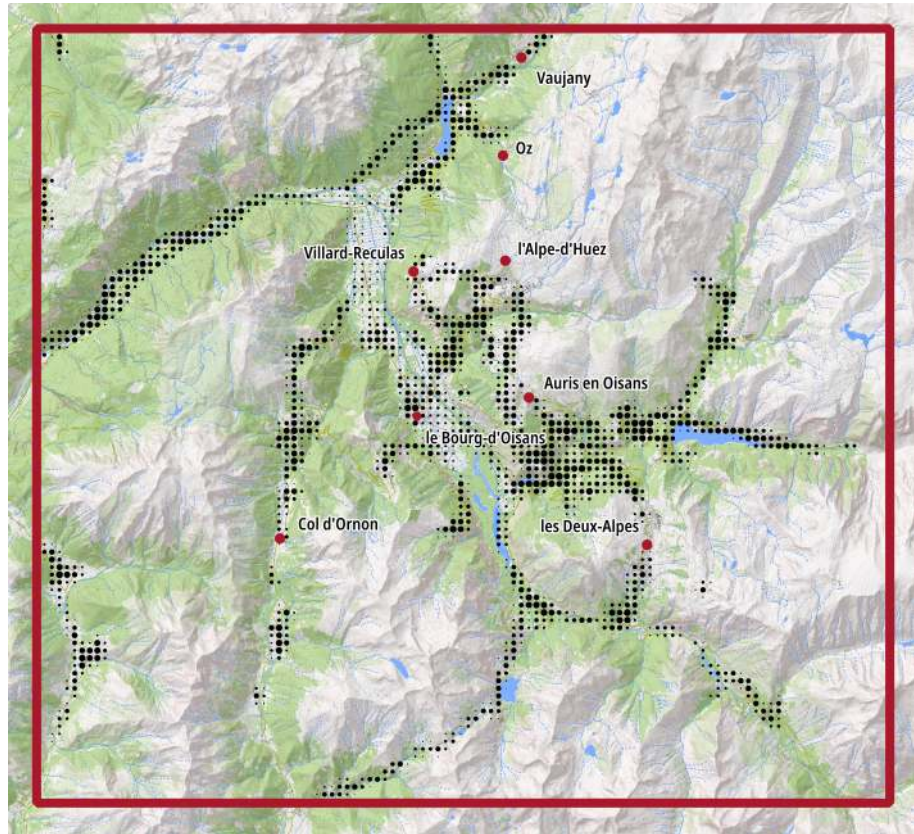 Vaujany
Oz
Villard-Reculas
l'Alpe-d'Huez
Auris en Oisans
le Bourg-d'Oisans
Col d'Ornon
les Deux-Alpes